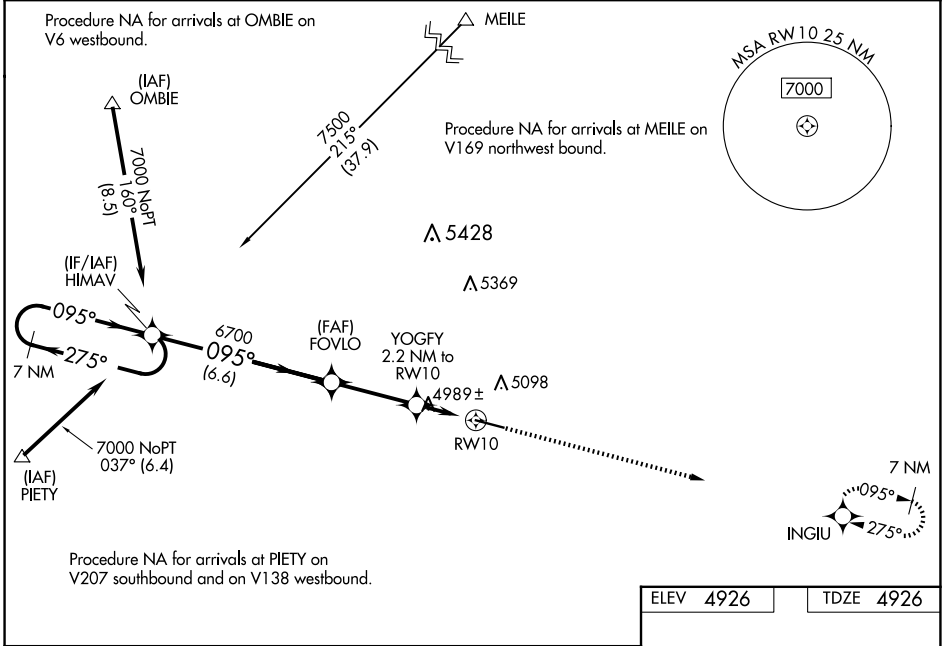 Procedure NA for arrivals at OMBIE on
V6 westbound.
MEILE
MSA RW10 25 NM
7000
(IAF)
OMBIE
7500
215°
(37.9)
Procedure NA for arrivals at MEILE on
V169 northwest bound.
7000 NoPT
160°
(8.5)
5428
5369
(IF/IAF)
HIMAV
095°
275°
7 NM
6700
095°
(6.6)
(FAF)
FOVLO
YOGFY
2.2 NM to
RW10
4989±
5098
RW10
7000 NoPT
037° (6.4)
(IAF)
PIETY
7 NM
095°
275°
INGIU
Procedure NA for arrivals at PIETY on
V207 southbound and on V138 westbound.
ELEV 4926
TDZE 4926